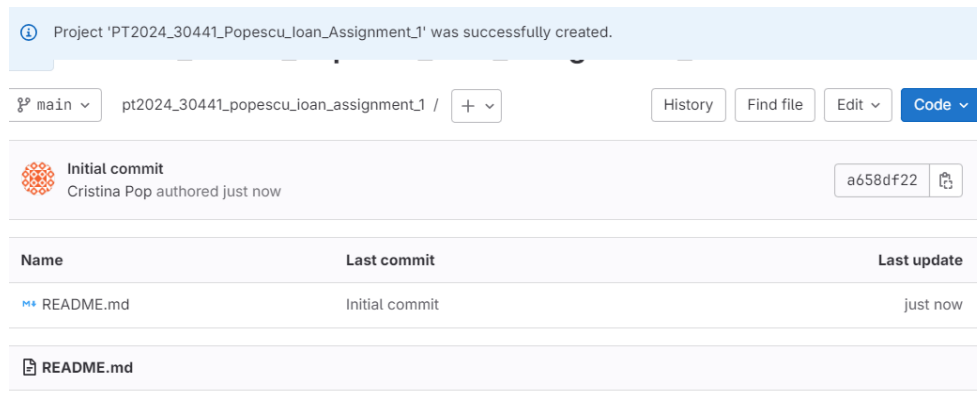 Project 'PT2024_30441_Popescu_Ioan_Assignment_1' was successfully created.
main pt2024_30441_popescu_ioan_assignment_1 / + History Find file Edit Code
Initial commit
Cristina Pop authored just now
a658df22
Name Last commit Last update
README.md Initial commit just now
README.md